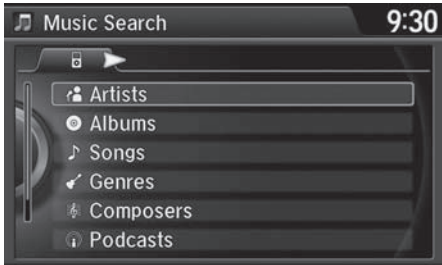 Music Search 9:30
Artists
Albums
Songs
Genres
Composers
Podcasts